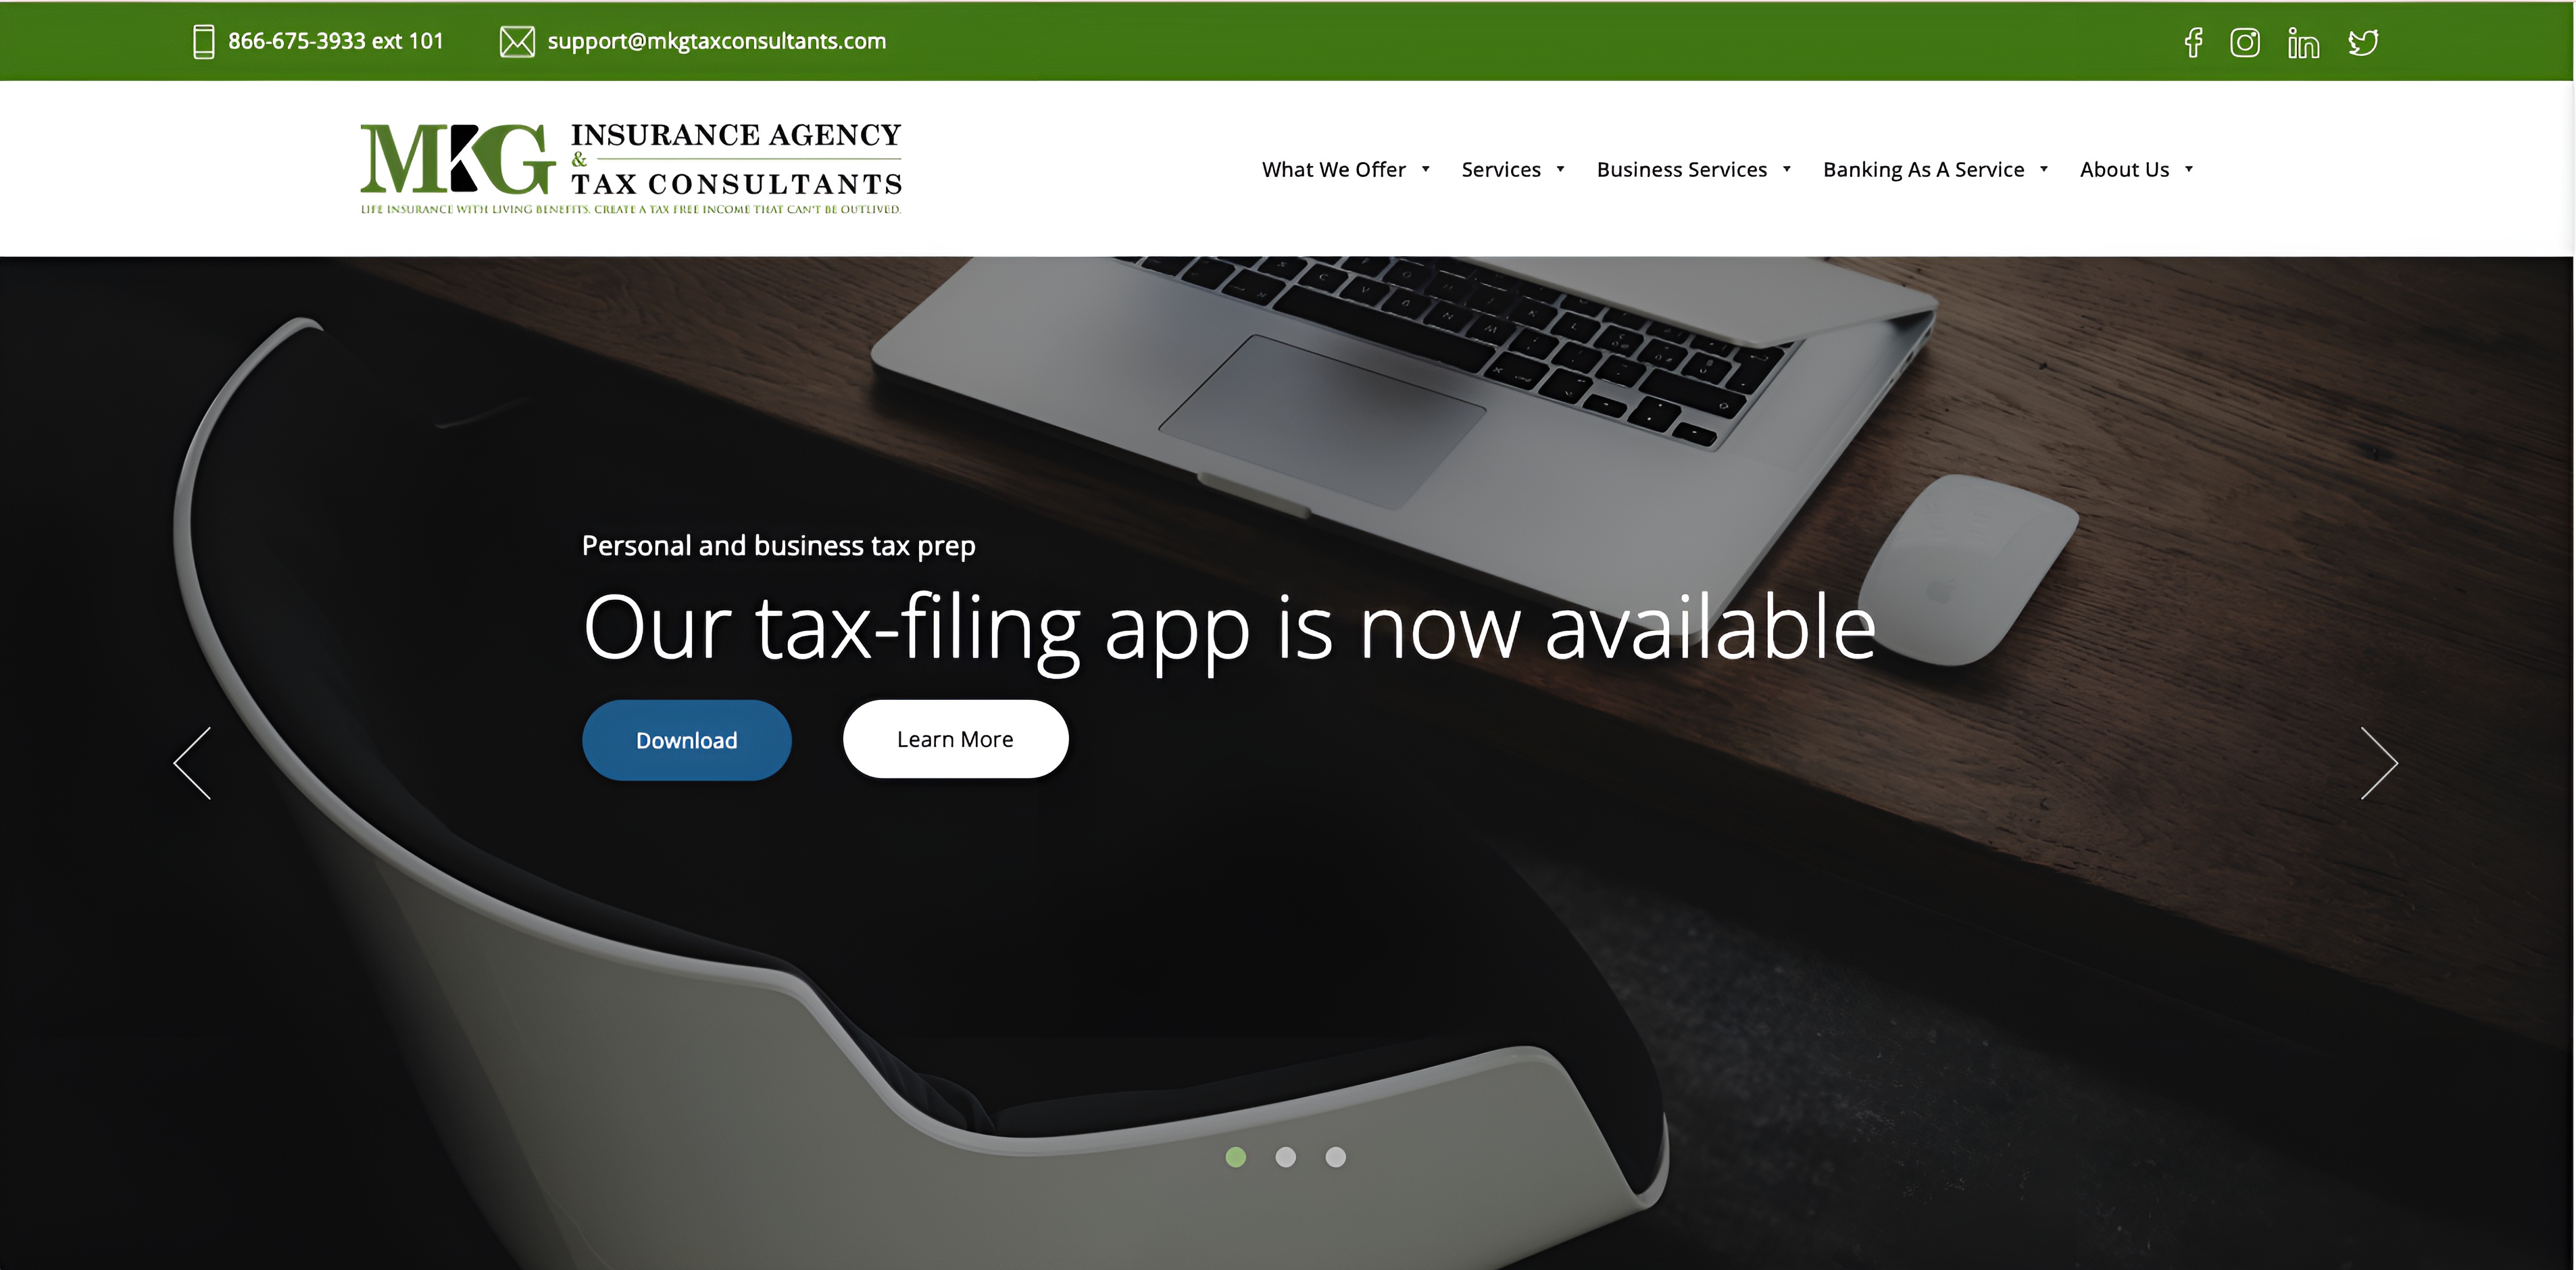 866-675-3933 ext 101
support@mkgtaxconsultants.com
MKG INSURANCE AGENCY
&
TAX CONSULTANTS
LIFE INSURANCE WITH LIVING BENEFITS. CREATE A TAX FREE INCOME THAT CAN'T BE OUTLIVED.
What We Offer
Services
Business Services
Banking As A Service
About Us
Personal and business tax prep
Our tax-filing app is now available
Download
Learn More